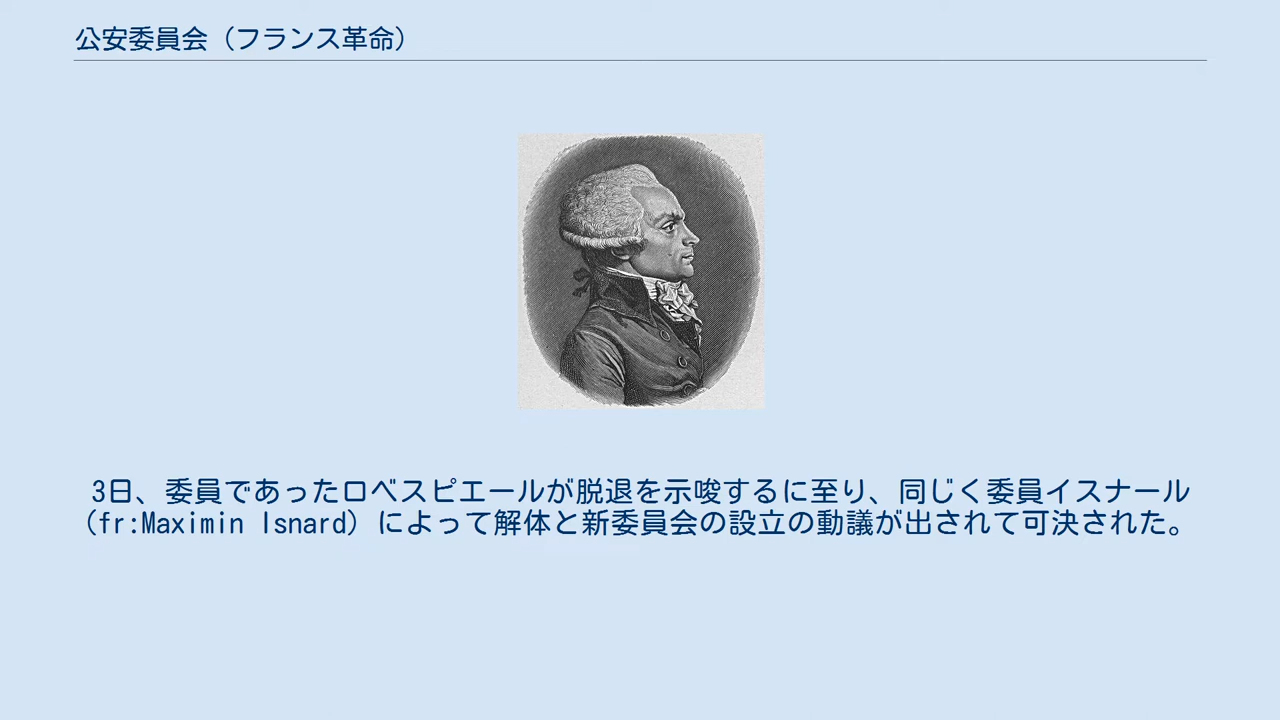 公安委員会（フランス革命）
3日、委員であったロベスピエールが脱退を示唆するに至り、同じく委員イスナール
（fr:Maximin Isnard）によって解体と新委員会の設立の動議が出されて可決された。